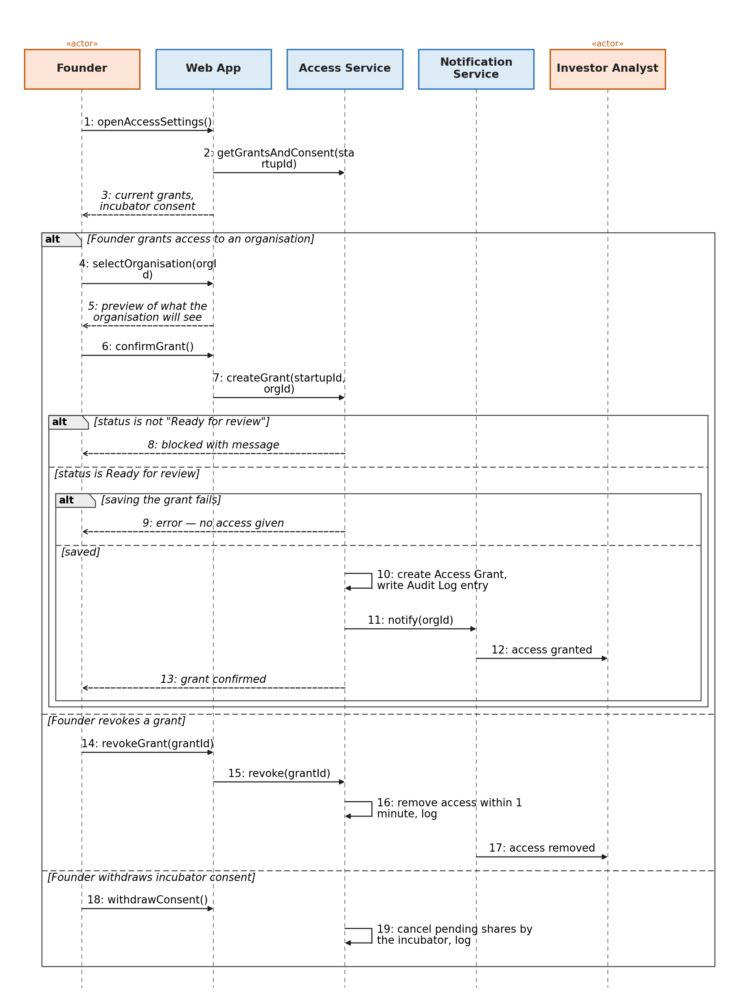 «actor»
«actor»
Founder
Web App
Access Service
Notification
Service
Investor Analyst
1: openAccessSettings()
2: getGrantsAndConsent(sta
rtupId)
3: current grants,
incubator consent
alt
[Founder grants access to an organisation]
4: selectOrganisation(orgI
d)
5: preview of what the
organisation will see
6: confirmGrant()
7: createGrant(startupId,
orgId)
alt
[status is not "Ready for review"]
8: blocked with message
[status is Ready for review]
alt
[saving the grant fails]
9: error — no access given
[saved]
10: create Access Grant,
write Audit Log entry
11: notify(orgId)
12: access granted
13: grant confirmed
[Founder revokes a grant]
14: revokeGrant(grantId)
15: revoke(grantId)
16: remove access within 1
minute, log
17: access removed
[Founder withdraws incubator consent]
18: withdrawConsent()
19: cancel pending shares by
the incubator, log